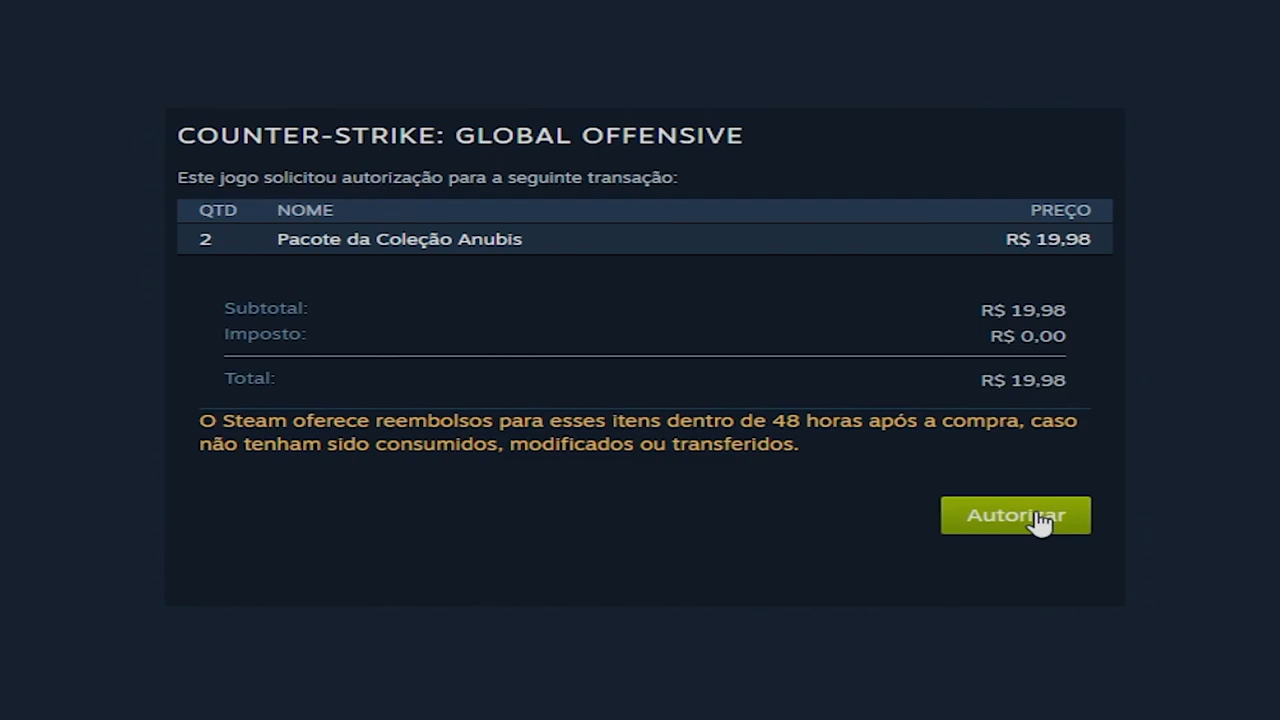 COUNTER-STRIKE: GLOBAL OFFENSIVE
Este jogo solicitou autorização para a seguinte transação:
QTD NOME PREÇO
2 Pacote da Coleção Anubis R$ 19,98
Subtotal: R$ 19,98
Imposto: R$ 0,00
Total: R$ 19,98
O Steam oferece reembolsos para esses itens dentro de 48 horas após a compra, caso
não tenham sido consumidos, modificados ou transferidos.
Autorizar